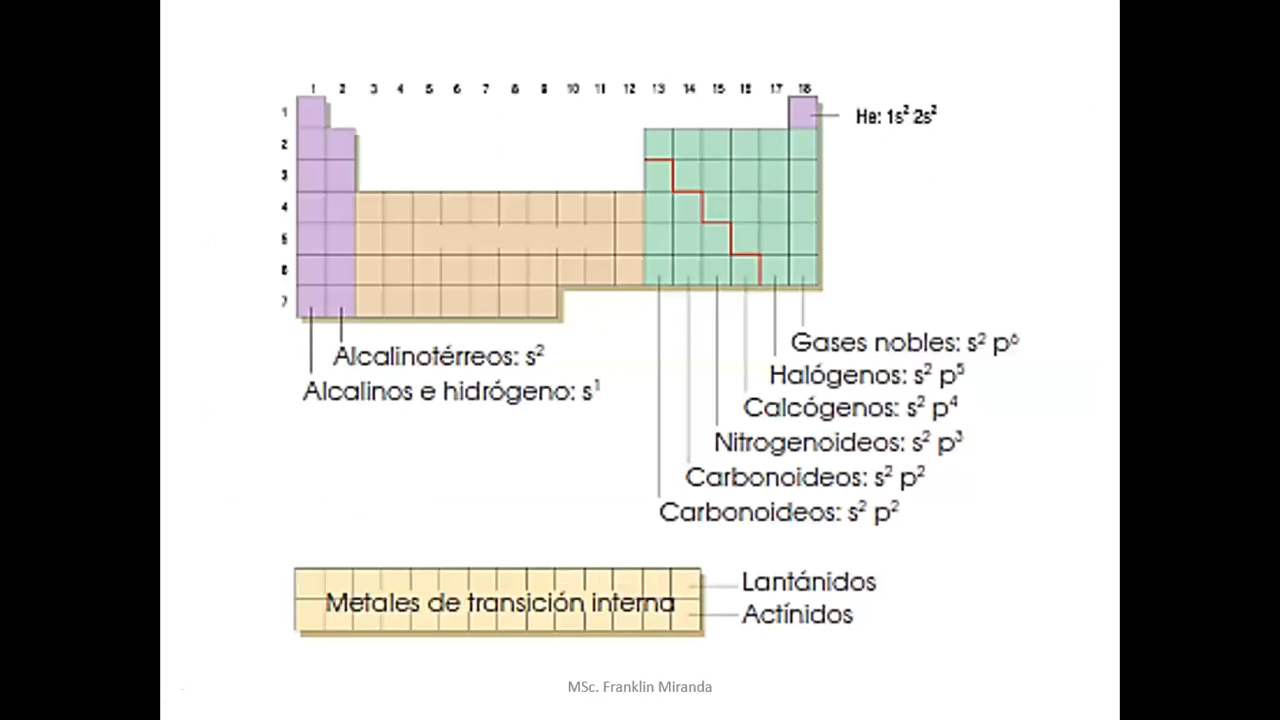 1 2 3 4 5 6 7 8 9 10 11 12 13 14 15 16 17 18
1
He: 1s² 2s²
2
3
4
5
6
7
Gases nobles: s² p⁶
Alcalinotérreos: s²
Halógenos: s² p⁵
Alcalinos e hidrógeno: s¹
Calcógenos: s² p⁴
Nitrogenoideos: s² p³
Carbonoideos: s² p²
Carbonoideos: s² p²
Lantánidos
Metales de transición interna
Actínidos
MSc. Franklin Miranda